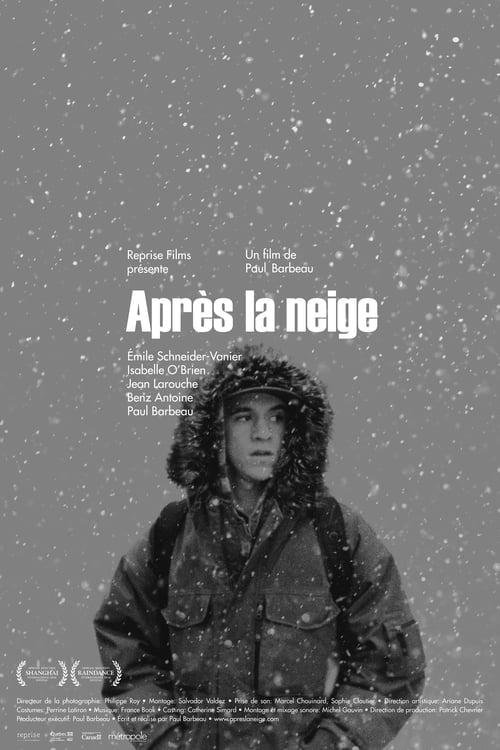 Reprise Films
présente
Un film de
Paul Barbeau
Après la neige
Émile Schneider-Vanier
Isabelle O'Brien
Jean Larouche
Benz Antoine
Paul Barbeau
SHANGHAI
RAINDANCE
Directeur de la photographie: Philippe Roy • Montage: Salvador Valdez • Prise de son: Marcel Chouinard, Sophie Cloutier • Direction artistique: Ariane Dupuis
Costumes: Perrine Lotiron • Musique: France Book • Casting: Catherine Simard • Montage et mixage sonore: Michel Gauvin • Direction de production: Patrick Chevrier
Producteur exécutif: Paul Barbeau • Écrit et réalisé par Paul Barbeau • www.apreslaneige.com
reprise Québec Canada métropole